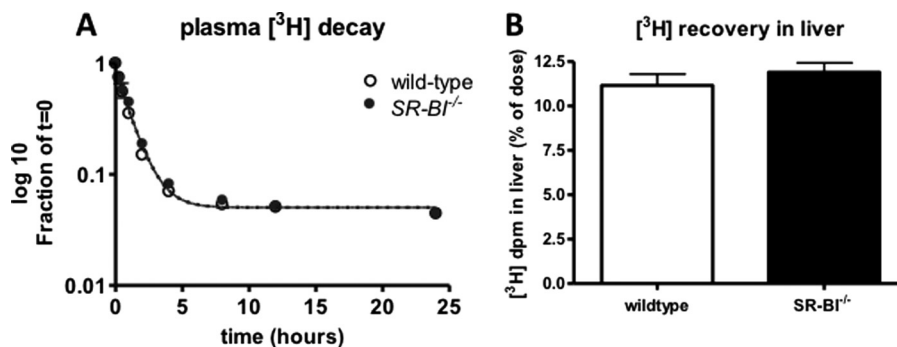 A
plasma [³H] decay
log 10
Fraction of t=0
1
0.1
0.01
0
5
10
15
20
25
time (hours)
wild-type
SR-BI⁻/⁻
B
[³H] recovery in liver
[³H] dpm in liver (% of dose)
12.5
10.0
7.5
5.0
2.5
0.0
wildtype
SR-BI⁻/⁻